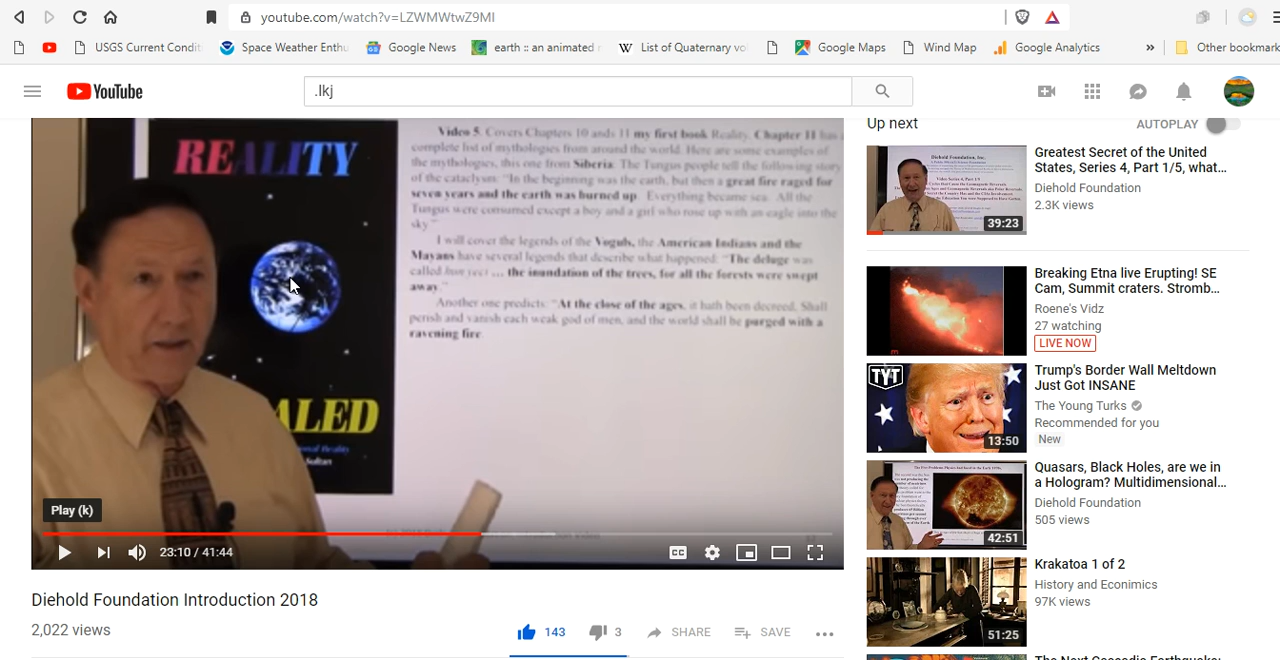 youtube.com/watch?v=LZWMWtwZ9MI
USGS Current Condit
Space Weather Enthu
Google News
earth :: an animated r
W List of Quaternary vo
Google Maps
Wind Map
Google Analytics
»
Other bookmark
YouTube
.lkj
REALITY
ALED
Sultan
Video 5. Covers Chapters 10 ands 11 my first book Reality. Chapter 11 has
complete list of mythologies from around the world. Here are some examples of
the mythologies, this one from Siberia: The Tungus people tell the following story
of the cataclysm: "In the beginning was the earth, but then a great fire raged for
seven years and the earth was burned up. Everything became sea. All the
Tungus were consumed except a boy and a girl who rose up with an eagle into the
sky."
I will cover the legends of the Voguls, the American Indians and the
Mayans have several legends that describe what happened: "The deluge was
called ... the inundation of the trees, for all the forests were swept
away."
Another one predicts: "At the close of the ages, it hath been decreed, Shall
perish and vanish each weak god of men, and the world shall be purged with a
ravening fire.
Play (k)
23:10 / 41:44
CC
Diehold Foundation Introduction 2018
2,022 views
143
3
SHARE
SAVE
Up next
AUTOPLAY
Diehold Foundation, Inc.
39:23
Greatest Secret of the United
States, Series 4, Part 1/5, what...
Diehold Foundation
2.3K views
Breaking Etna live Erupting! SE
Cam, Summit craters. Stromb...
Roene's Vidz
27 watching
LIVE NOW
TYT
13:50
Trump's Border Wall Meltdown
Just Got INSANE
The Young Turks
Recommended for you
New
42:51
Quasars, Black Holes, are we in
a Hologram? Multidimensional...
Diehold Foundation
505 views
51:25
Krakatoa 1 of 2
History and Econimics
97K views
The Next Cascadia Earthquake: